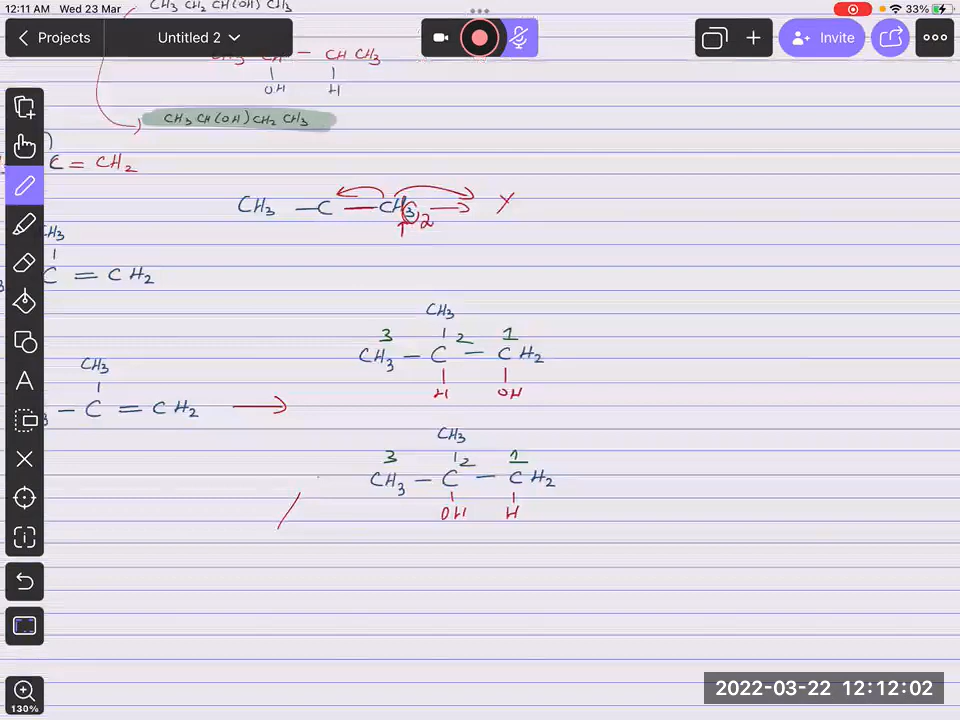 12:11 AM Wed 23 Mar
33%
CH3 CH2 CH(OH) CH3
Projects
Untitled 2
Invite
CH3 CH — CH CH3
OH H
CH3 CH(OH) CH2 CH3
C = CH2
CH3 — C — CH3
2
CH3
C = CH2
CH3
3 2 1
CH3 — C — CH2
H OH
CH3
— C = CH2
CH3
3 2 1
CH3 — C — CH2
OH H
A
130%
2022-03-22 12:12:02